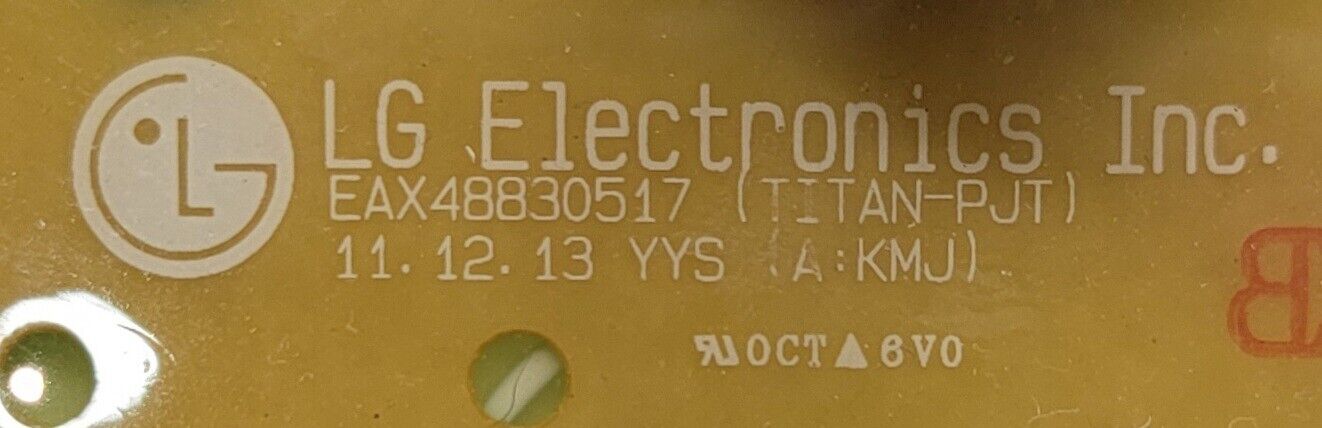 LG Electronics Inc.
EAX48830517 (TITAN-PJT)
11.12.13 YYS (A:KMJ)
OCT▲6V0
B